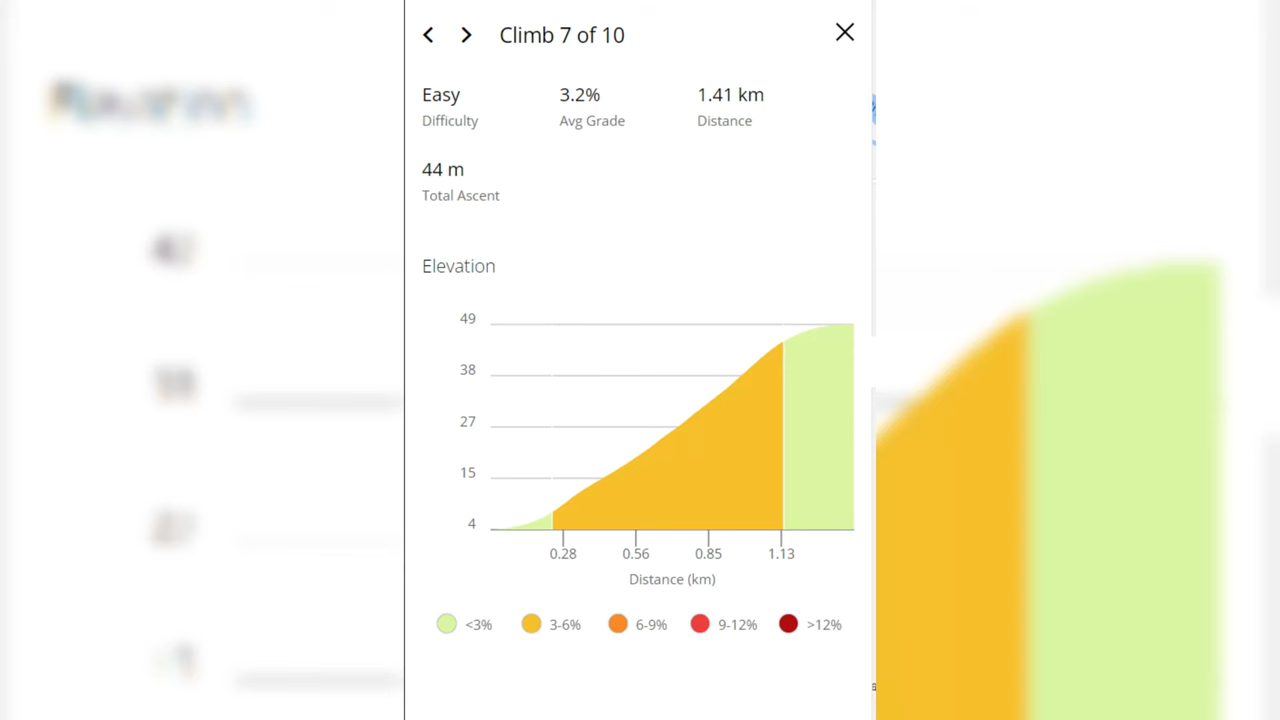 Climb 7 of 10
Easy 3.2% 1.41 km
Difficulty Avg Grade Distance
44 m
Total Ascent
Elevation
49
38
27
15
4
0.28 0.56 0.85 1.13
Distance (km)
<3% 3-6% 6-9% 9-12% >12%